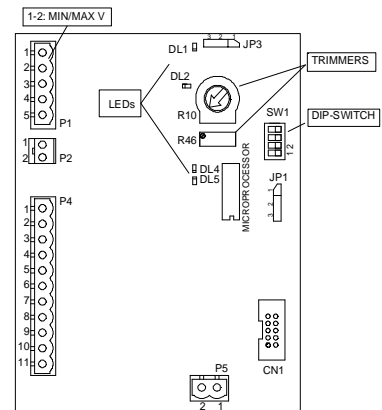 1-2: MIN/MAX V
3 2 1
JP3
DL1
TRIMMERS
1
2
3
4
5
DL2
LEDs
R10
SW1
P1
DIP-SWITCH
R46
1 2
1
2
P2
DL4
DL5
MICROPROCESSOR
JP1
3 2 1
P4
1
2
3
4
5
6
7
8
9
10
11
CN1
P5
2 1